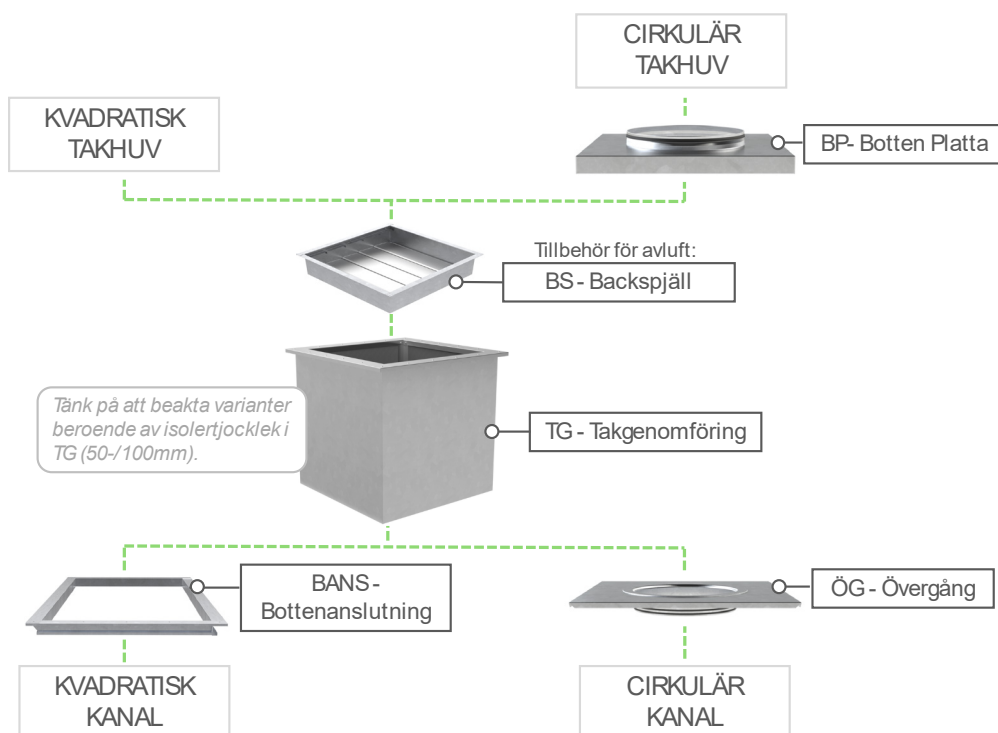 CIRKULÄR
TAKHUV
KVADRATISK
TAKHUV
BP- Botten Platta
Tillbehör för avluft:
BS - Backspjäll
Tänk på att beakta varianter
beroende av isolertjocklek i
TG (50-/100mm).
TG - Takgenomföring
BANS -
Bottenanslutning
ÖG - Övergång
KVADRATISK
KANAL
CIRKULÄR
KANAL